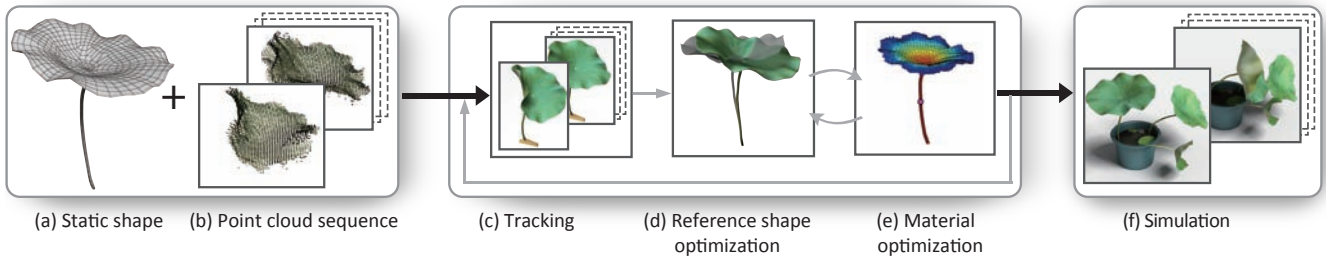 +
(a) Static shape (b) Point cloud sequence (c) Tracking (d) Reference shape (e) Material (f) Simulation
optimization optimization